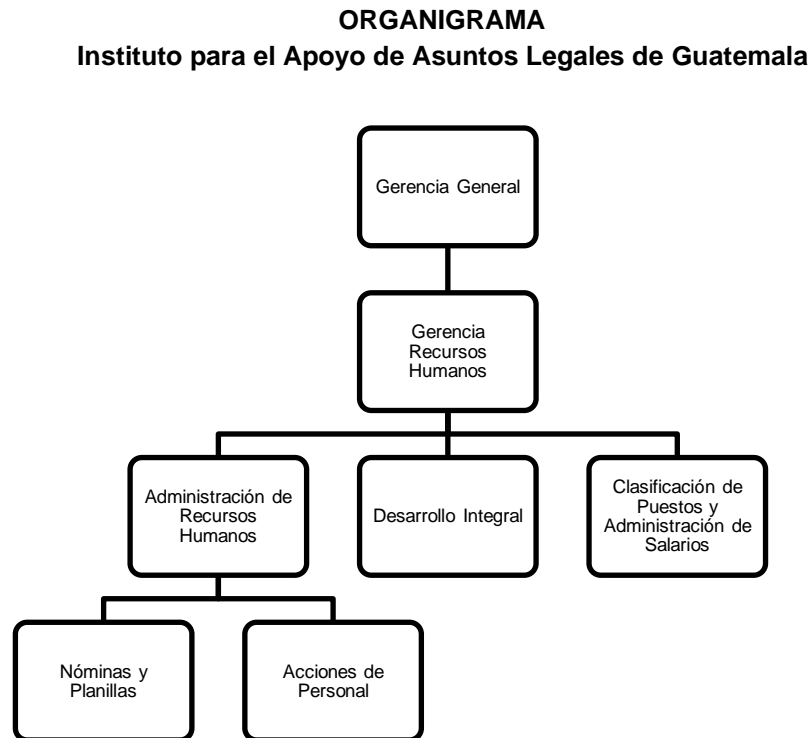 ORGANIGRAMA
Instituto para el Apoyo de Asuntos Legales de Guatemala
Gerencia General
Gerencia
Recursos
Humanos
Administración de
Recursos
Humanos
Desarrollo Integral
Clasificación de
Puestos y
Administración de
Salarios
Nóminas y
Planillas
Acciones de
Personal